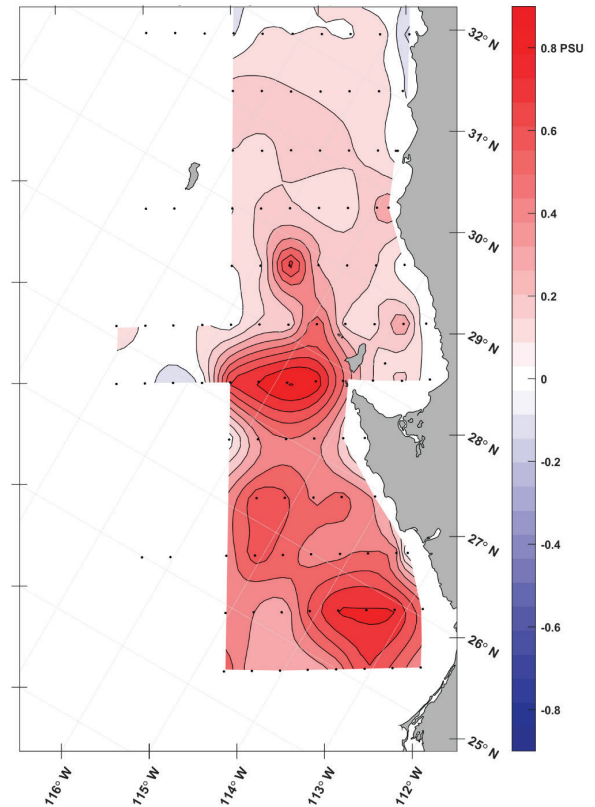 32° N
31° N
30° N
29° N
28° N
27° N
26° N
25° N
116° W
115° W
114° W
113° W
112° W
0.8 PSU
0.6
0.4
0.2
0
-0.2
-0.4
-0.6
-0.8